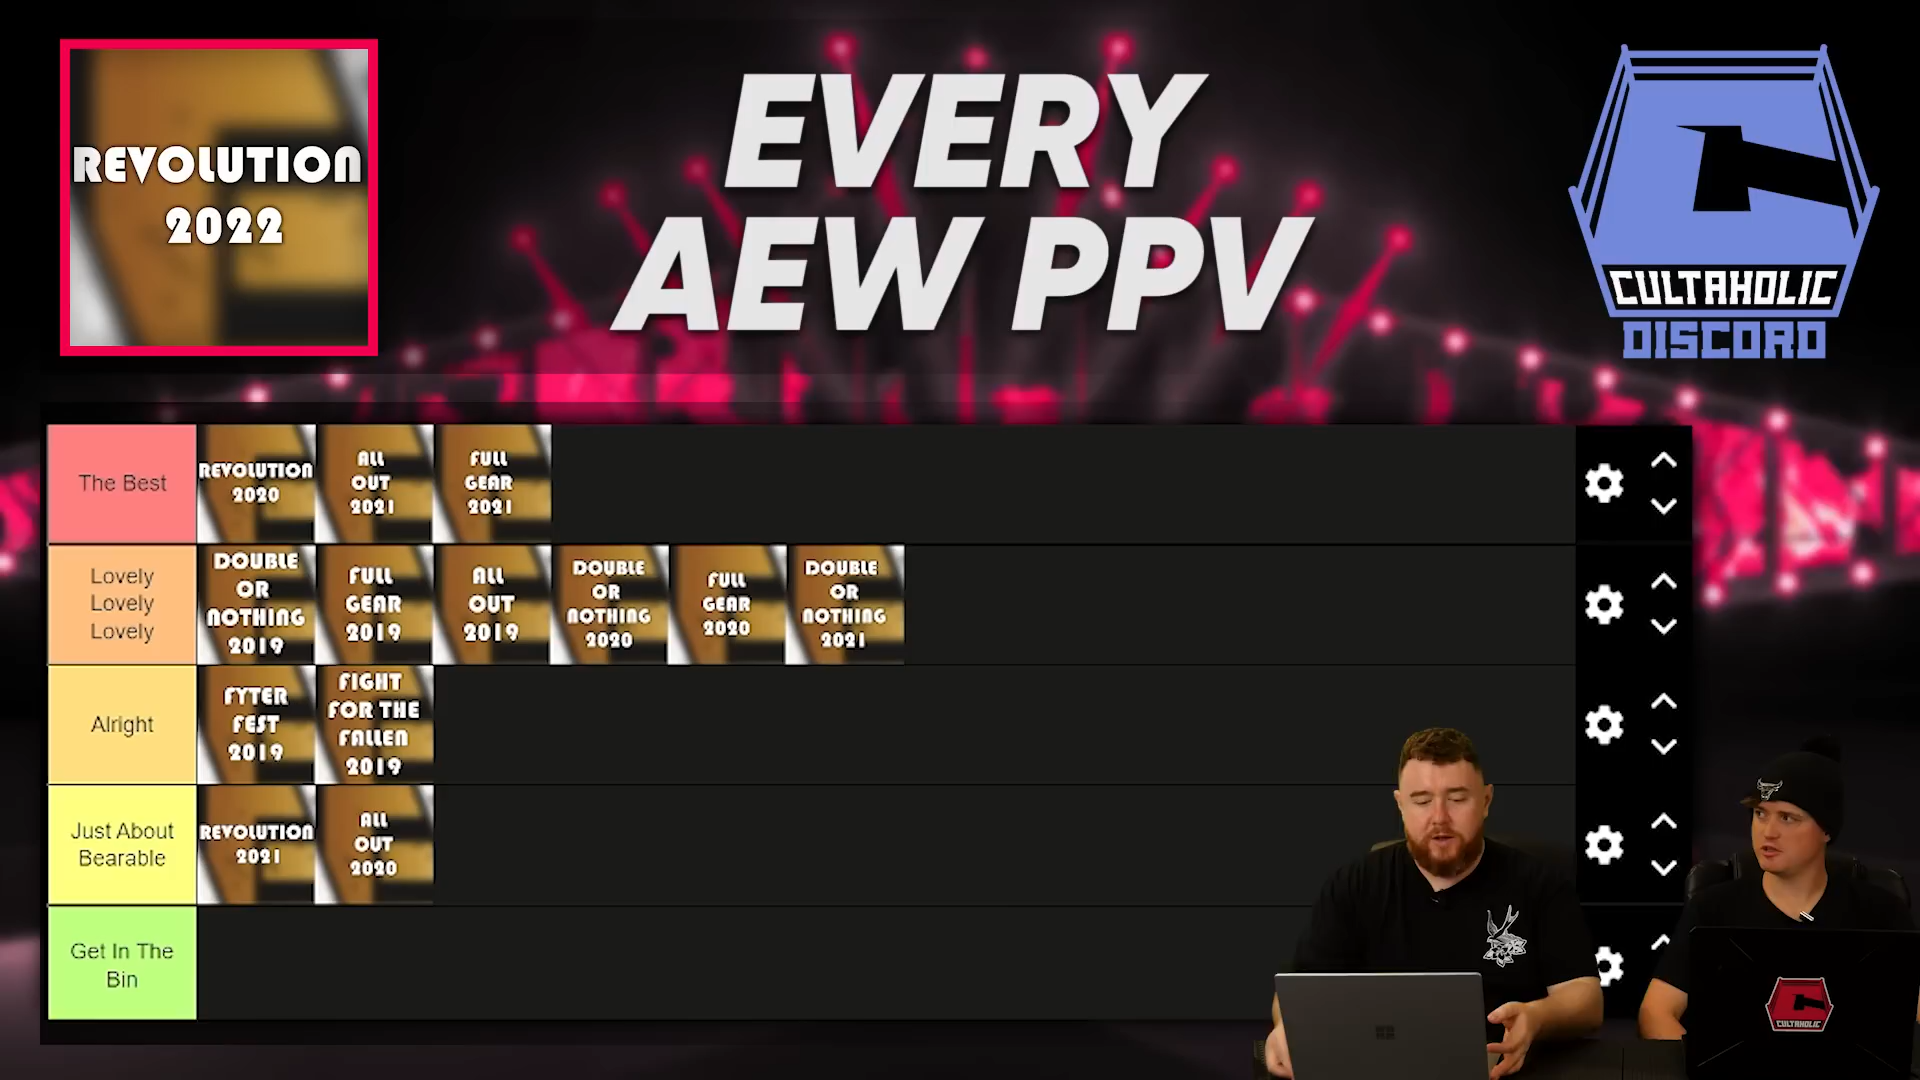 REVOLUTION
2022
EVERY
AEW PPV
CULTAHOLIC
DISCORD
The Best
REVOLUTION
2020
ALL
OUT
2021
FULL
GEAR
2021
Lovely
Lovely
Lovely
DOUBLE
OR
NOTHING
2019
FULL
GEAR
2019
ALL
OUT
2019
DOUBLE
OR
NOTHING
2020
FULL
GEAR
2020
DOUBLE
OR
NOTHING
2021
Alright
FYTER
FEST
2019
FIGHT
FOR THE
FALLEN
2019
Just About
Bearable
REVOLUTION
2021
ALL
OUT
2020
Get In The
Bin
CULTAHOLIC